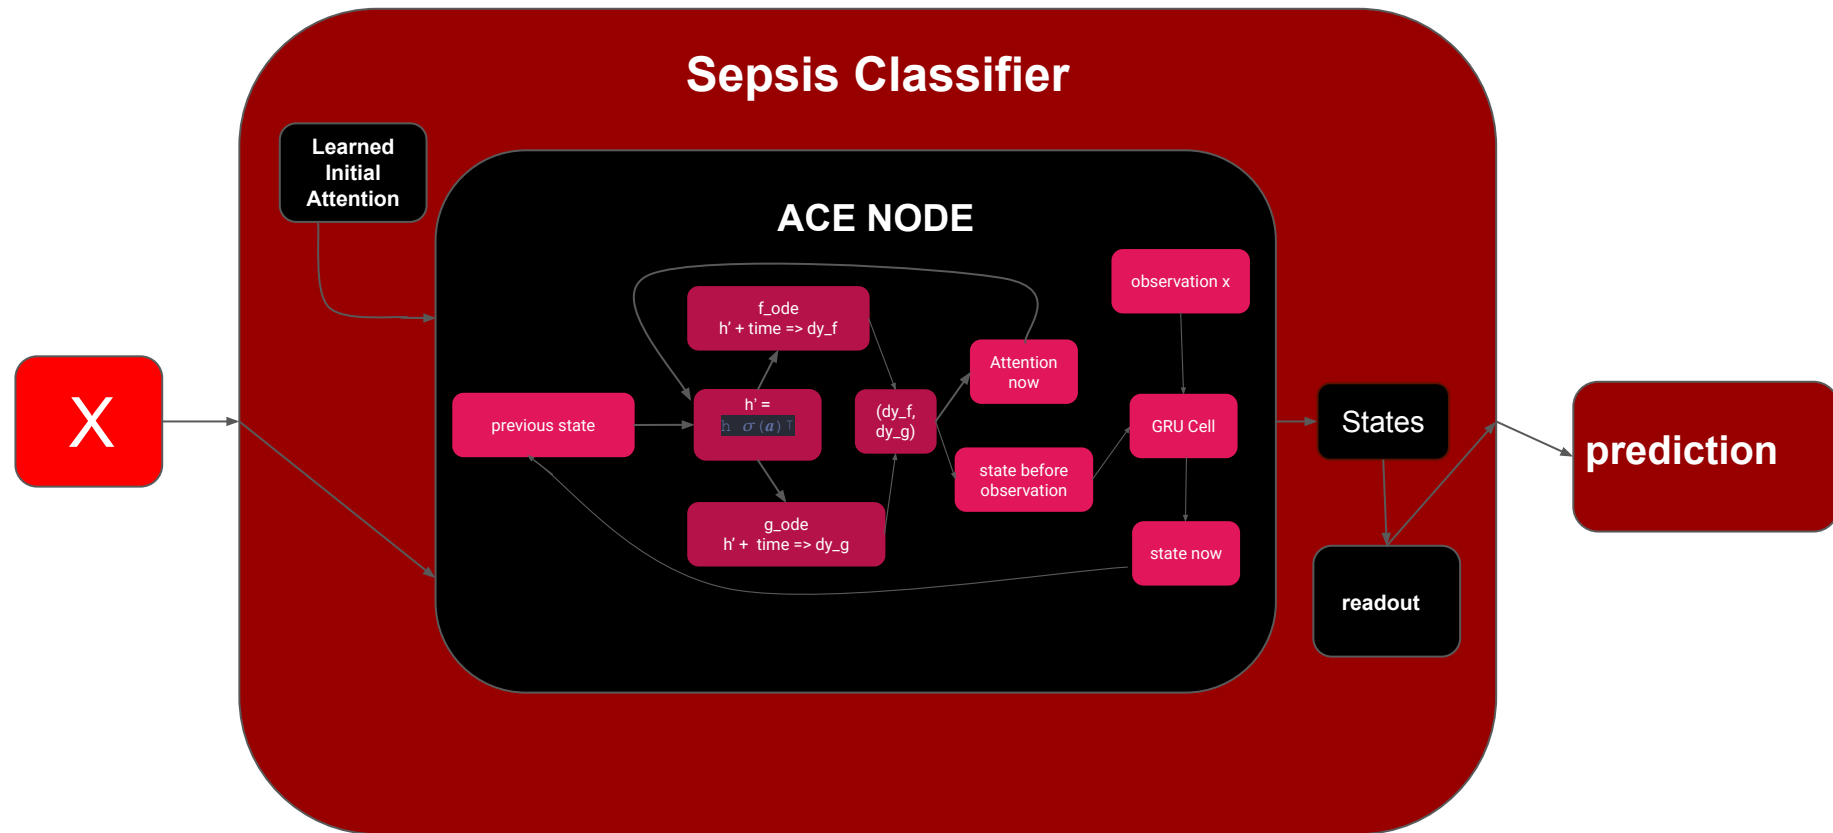 Sepsis Classifier
Learned
Initial
Attention
ACE NODE
observation x
f_ode
h’ + time => dy_f
Attention
now
X
previous state
h’ =
h σ(a)ᵀ
(dy_f,
dy_g)
GRU Cell
States
prediction
state before
observation
g_ode
h’ +  time => dy_g
state now
readout